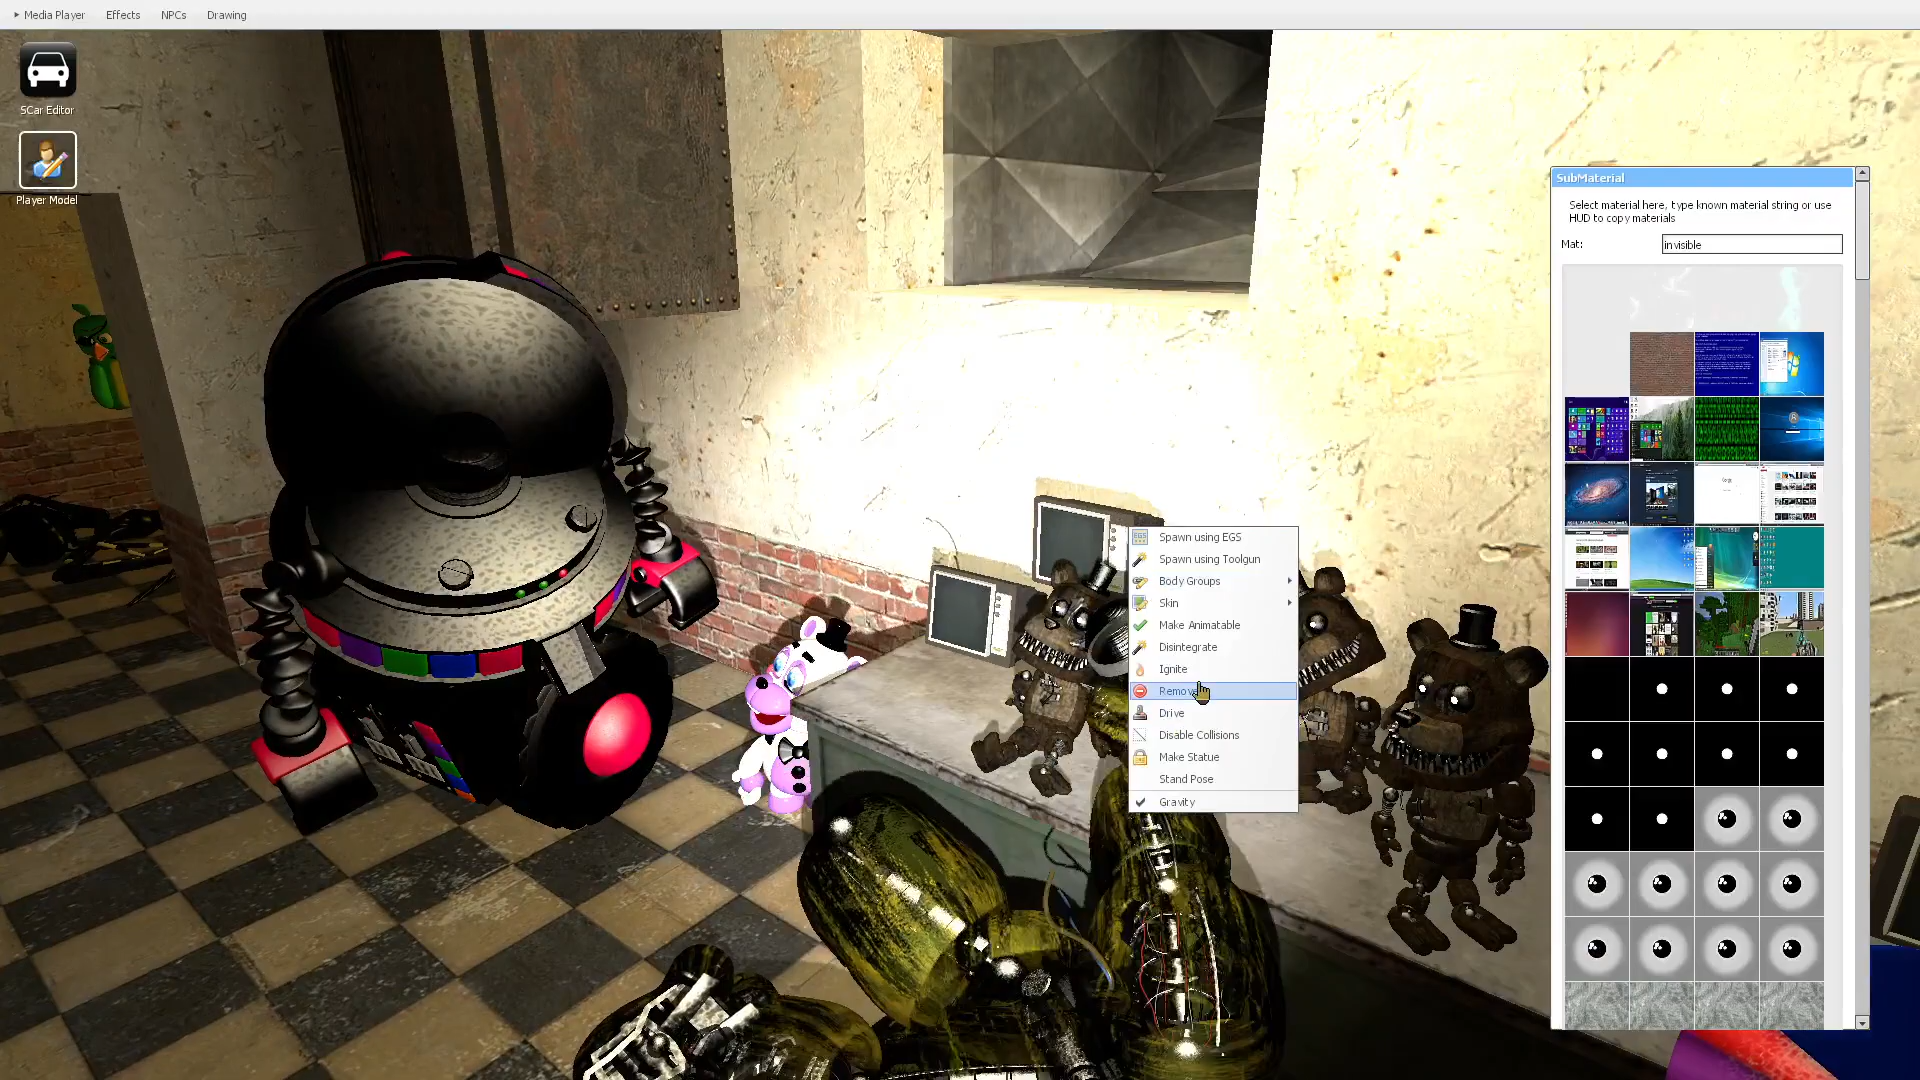 Media Player Effects NPCs Drawing
SCar Editor
Player Model
SubMaterial
Select material here, type known material string or use
HUD to copy materials
Mat: invisible
Spawn using EGS
Spawn using Toolgun
Body Groups
Skin
Make Animatable
Disintegrate
Ignite
Remove
Drive
Disable Collisions
Make Statue
Stand Pose
Gravity